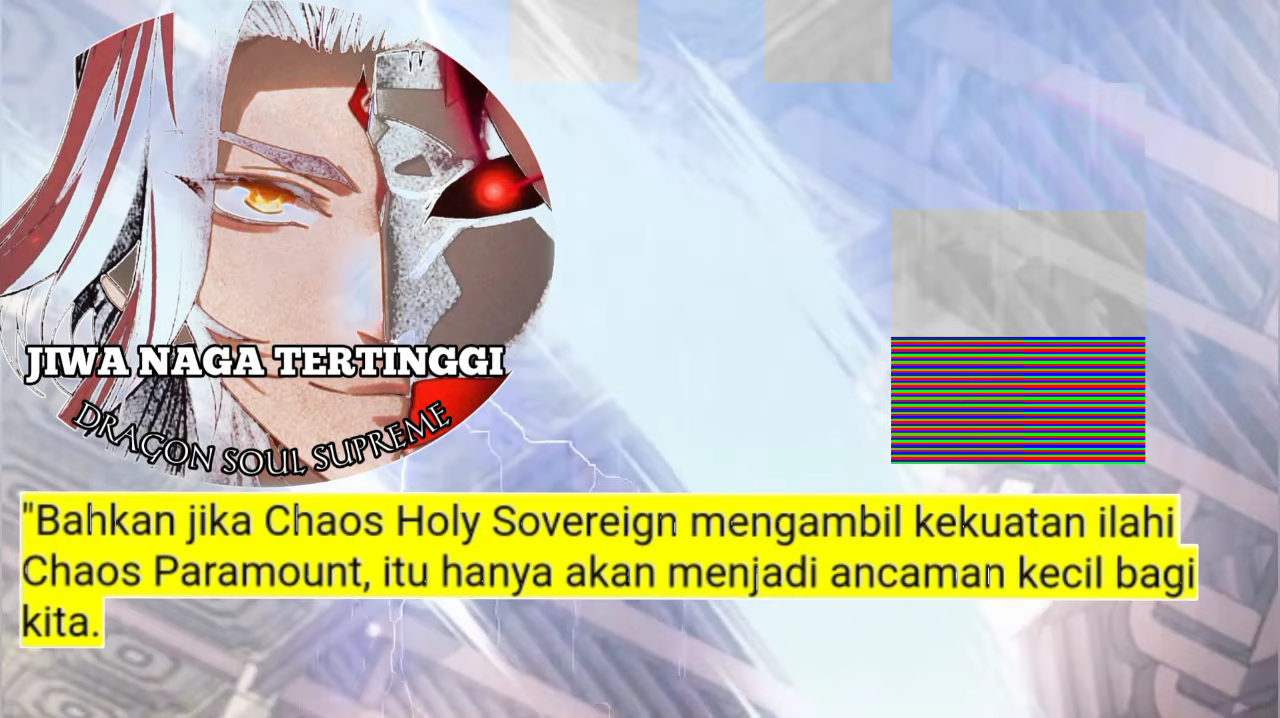 JIWA NAGA TERTINGGI
DRAGON SOUL SUPREME
"Bahkan jika Chaos Holy Sovereign mengambil kekuatan ilahi
Chaos Paramount, itu hanya akan menjadi ancaman kecil bagi
kita.